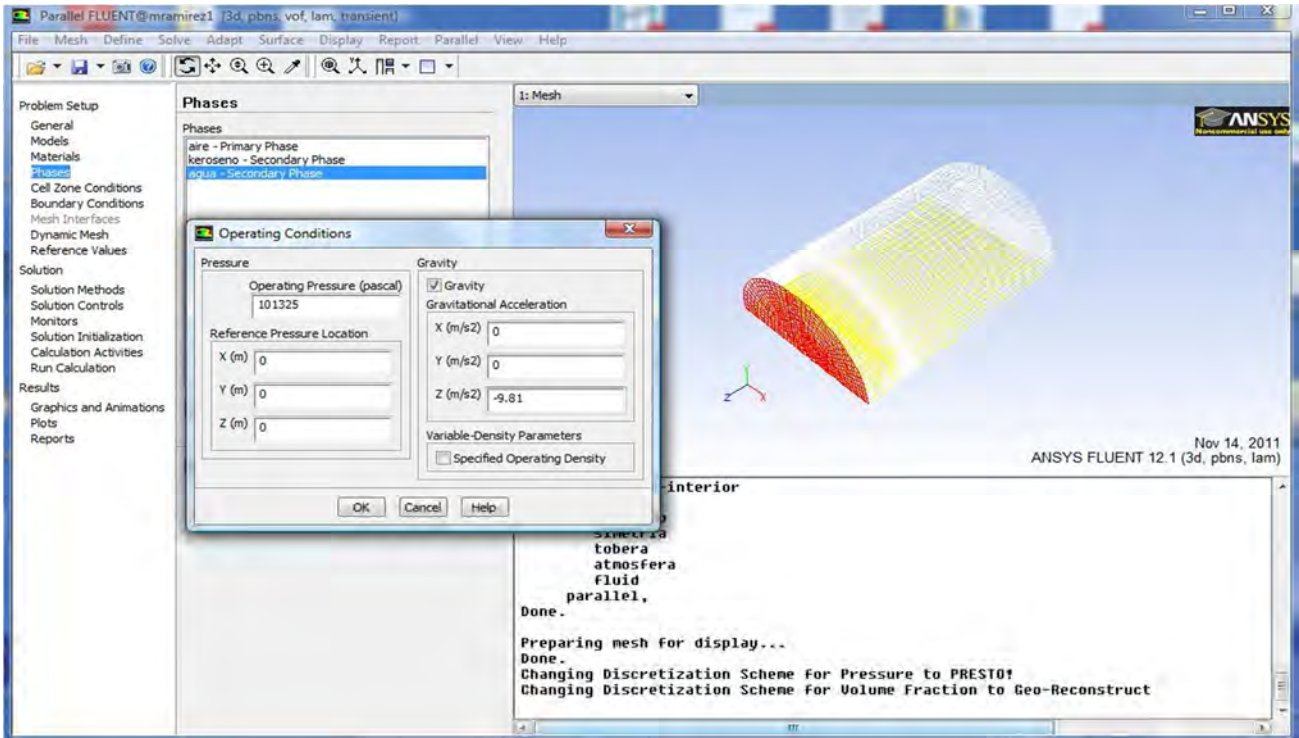 Parallel FLUENT@mramirez1 [3d, pbns, vof, lam, transient]
File Mesh Define Solve Adapt Surface Display Report Parallel View Help
Problem Setup
General
Models
Materials
Phases
Cell Zone Conditions
Boundary Conditions
Mesh Interfaces
Dynamic Mesh
Reference Values
Solution
Solution Methods
Solution Controls
Monitors
Solution Initialization
Calculation Activities
Run Calculation
Results
Graphics and Animations
Plots
Reports
Phases
Phases
aire - Primary Phase
keroseno - Secondary Phase
agua - Secondary Phase
Operating Conditions
Pressure
Operating Pressure (pascal)
101325
Reference Pressure Location
X (m) 0
Y (m) 0
Z (m) 0
Gravity
Gravity
Gravitational Acceleration
X (m/s2) 0
Y (m/s2) 0
Z (m/s2) -9.81
Variable-Density Parameters
Specified Operating Density
OK Cancel Help
1: Mesh
ANSYS
Noncommercial use only
Y
Z X
Nov 14, 2011
ANSYS FLUENT 12.1 (3d, pbns, lam)
-interior
simetria
tobera
atmosfera
fluid
parallel,
Done.
Preparing mesh for display...
Done.
Changing Discretization Scheme for Pressure to PRESTO!
Changing Discretization Scheme for Volume Fraction to Geo-Reconstruct